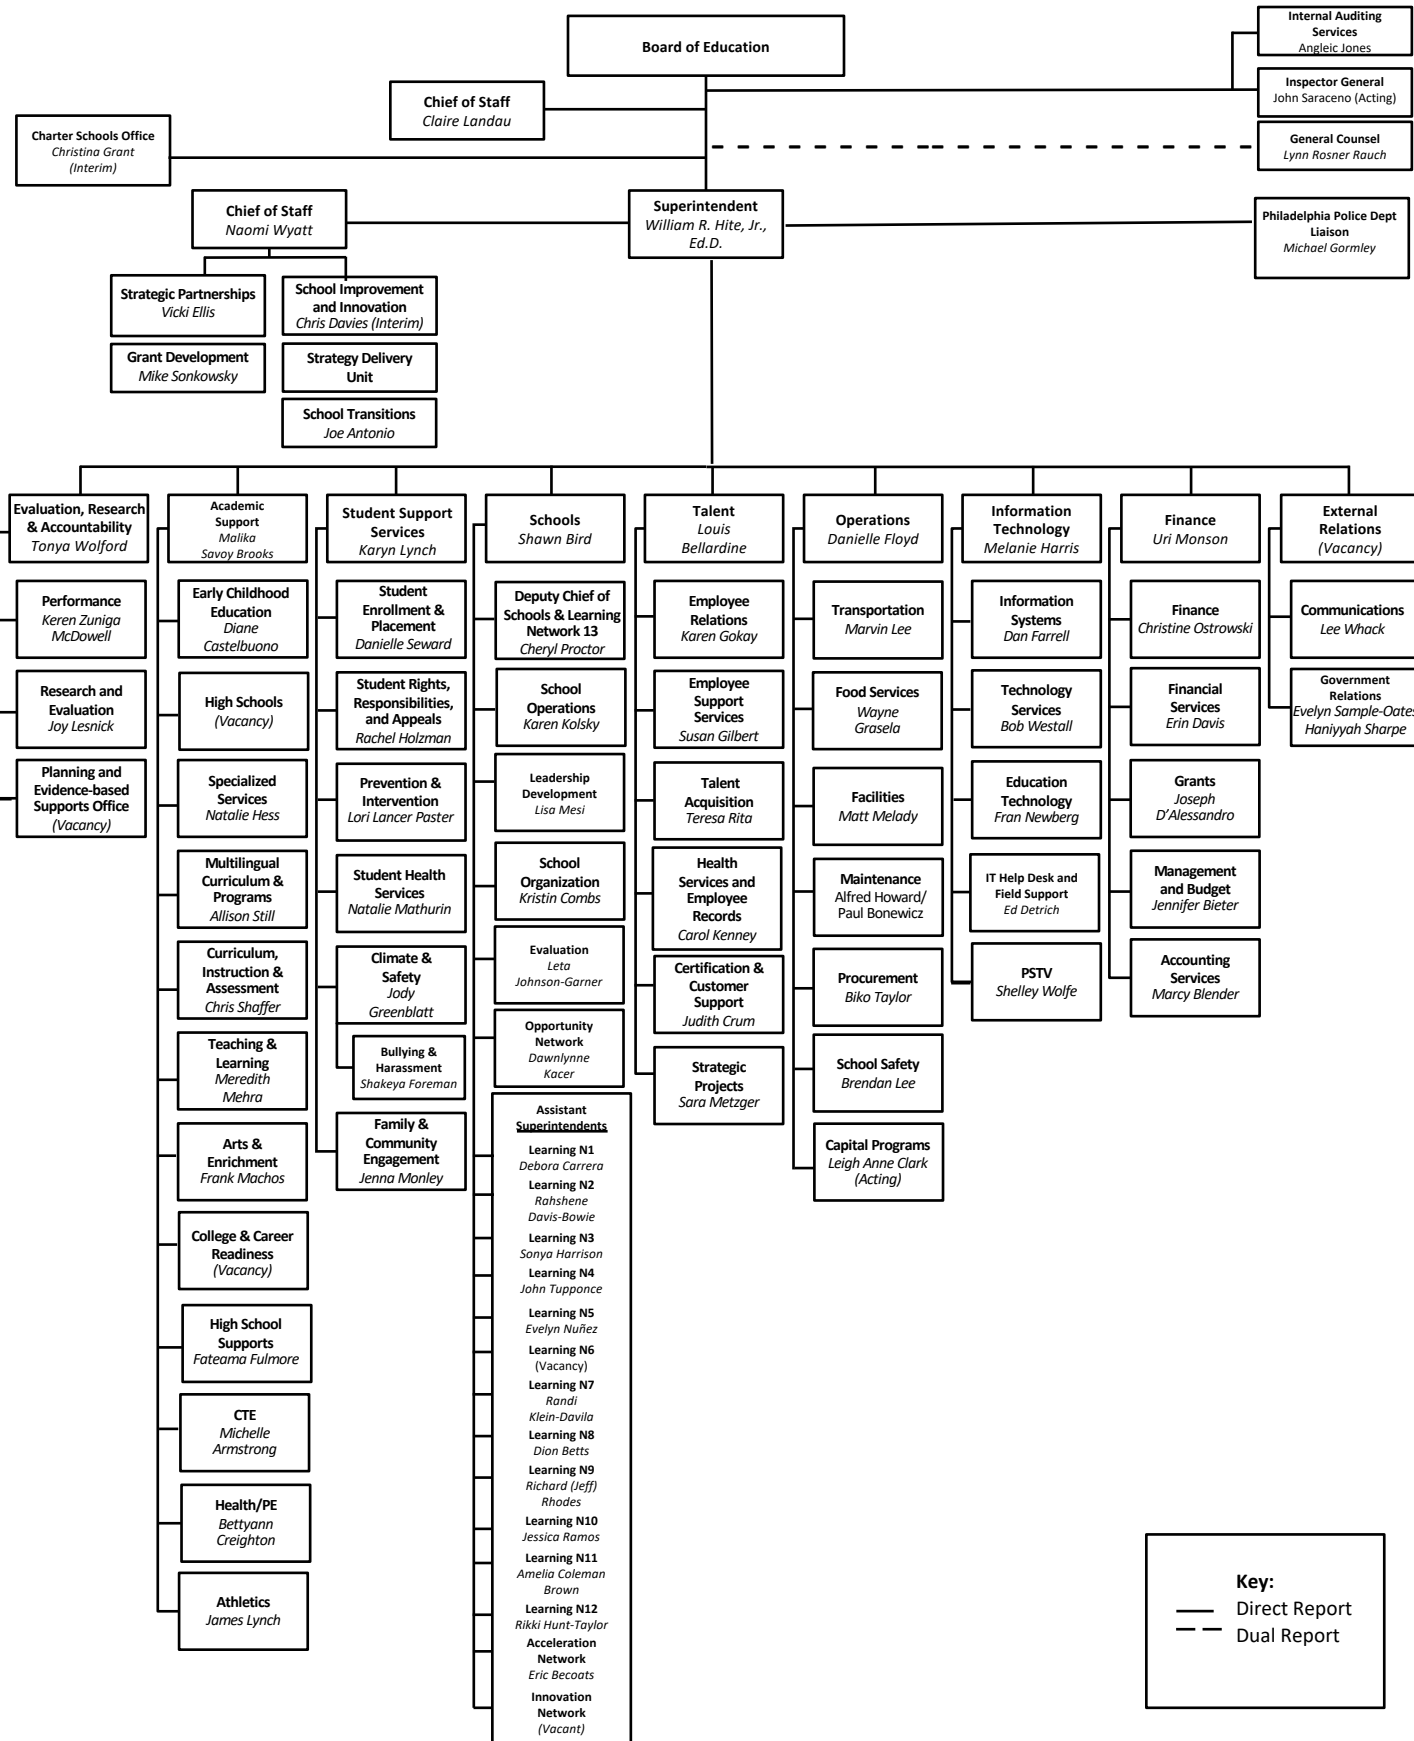 Board of Education
Internal Auditing
Services
Angleic Jones
Inspector General
John Saraceno (Acting)
General Counsel
Lynn Rosner Rauch
Chief of Staff
Claire Landau
Charter Schools Office
Christina Grant
(Interim)
Chief of Staff
Naomi Wyatt
Superintendent
William R. Hite, Jr.,
Ed.D.
Philadelphia Police Dept
Liaison
Michael Gormley
Strategic Partnerships
Vicki Ellis
School Improvement
and Innovation
Chris Davies (Interim)
Grant Development
Mike Sonkowsky
Strategy Delivery
Unit
School Transitions
Joe Antonio
Evaluation, Research
& Accountability
Tonya Wolford
Performance
Keren Zuniga
McDowell
Research and
Evaluation
Joy Lesnick
Planning and
Evidence-based
Supports Office
(Vacancy)
Academic
Support
Malika
Savoy Brooks
Early Childhood
Education
Diane
Castelbuono
High Schools
(Vacancy)
Specialized
Services
Natalie Hess
Multilingual
Curriculum &
Programs
Allison Still
Curriculum,
Instruction &
Assessment
Chris Shaffer
Teaching &
Learning
Meredith
Mehra
Arts &
Enrichment
Frank Machos
College & Career
Readiness
(Vacancy)
High School
Supports
Fateama Fulmore
CTE
Michelle
Armstrong
Health/PE
Bettyann
Creighton
Athletics
James Lynch
Student Support
Services
Karyn Lynch
Student
Enrollment &
Placement
Danielle Seward
Student Rights,
Responsibilities,
and Appeals
Rachel Holzman
Prevention &
Intervention
Lori Lancer Paster
Student Health
Services
Natalie Mathurin
Climate &
Safety
Jody
Greenblatt
Bullying &
Harassment
Shakeya Foreman
Family &
Community
Engagement
Jenna Monley
Schools
Shawn Bird
Deputy Chief of
Schools & Learning
Network 13
Cheryl Proctor
School
Operations
Karen Kolsky
Leadership
Development
Lisa Mesi
School
Organization
Kristin Combs
Evaluation
Leta
Johnson-Garner
Opportunity
Network
Dawnlynne
Kacer
Assistant
Superintendents
Learning N1
Debora Carrera
Learning N2
Rahshene
Davis-Bowie
Learning N3
Sonya Harrison
Learning N4
John Tupponce
Learning N5
Evelyn Nuñez
Learning N6
(Vacancy)
Learning N7
Randi
Klein-Davila
Learning N8
Dion Betts
Learning N9
Richard (Jeff)
Rhodes
Learning N10
Jessica Ramos
Learning N11
Amelia Coleman
Brown
Learning N12
Rikki Hunt-Taylor
Acceleration
Network
Eric Becoats
Innovation
Network
(Vacant)
Talent
Louis
Bellardine
Employee
Relations
Karen Gokay
Employee
Support
Services
Susan Gilbert
Talent
Acquisition
Teresa Rita
Health
Services and
Employee
Records
Carol Kenney
Certification &
Customer
Support
Judith Crum
Strategic
Projects
Sara Metzger
Operations
Danielle Floyd
Transportation
Marvin Lee
Food Services
Wayne
Grasela
Facilities
Matt Melady
Maintenance
Alfred Howard/
Paul Bonewicz
Procurement
Biko Taylor
School Safety
Brendan Lee
Capital Programs
Leigh Anne Clark
(Acting)
Information
Technology
Melanie Harris
Information
Systems
Dan Farrell
Technology
Services
Bob Westall
Education
Technology
Fran Newberg
IT Help Desk and
Field Support
Ed Detrich
PSTV
Shelley Wolfe
Finance
Uri Monson
Finance
Christine Ostrowski
Financial
Services
Erin Davis
Grants
Joseph
D'Alessandro
Management
and Budget
Jennifer Bieter
Accounting
Services
Marcy Blender
External
Relations
(Vacancy)
Communications
Lee Whack
Government
Relations
Evelyn Sample-Oates
Haniyyah Sharpe
Key:
Direct Report
Dual Report